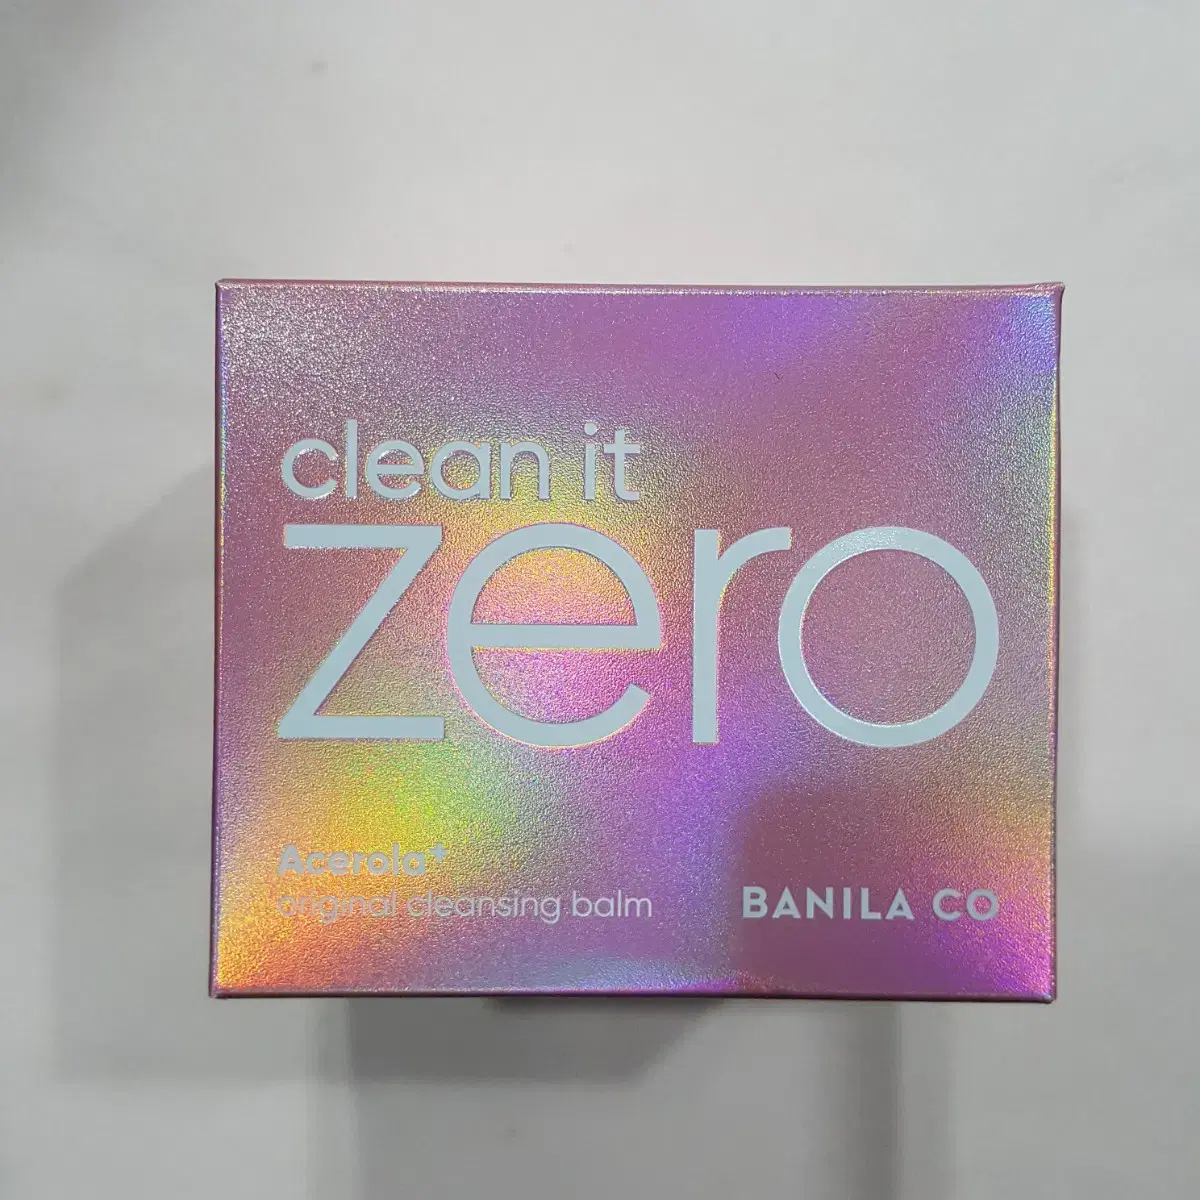 clean it
zero
Acerola+
original cleansing balm
BANILA CO